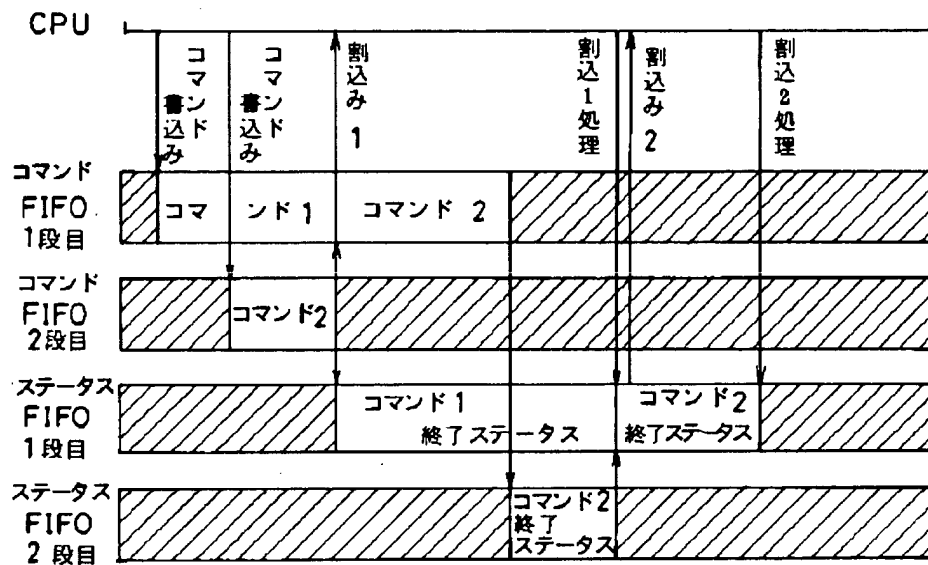 CPU
コマンド
書込み
コマンド
書込み
割込み1
割込1処理
割込み2
割込2処理
コマンド
FIFO
1段目
コマンド1
コマンド 2
コマンド
FIFO
2段目
コマンド2
ステータス
FIFO
1段目
コマンド1
終了ステータス
コマンド2
終了ステータス
ステータス
FIFO
2段目
コマンド2
終了
ステータス